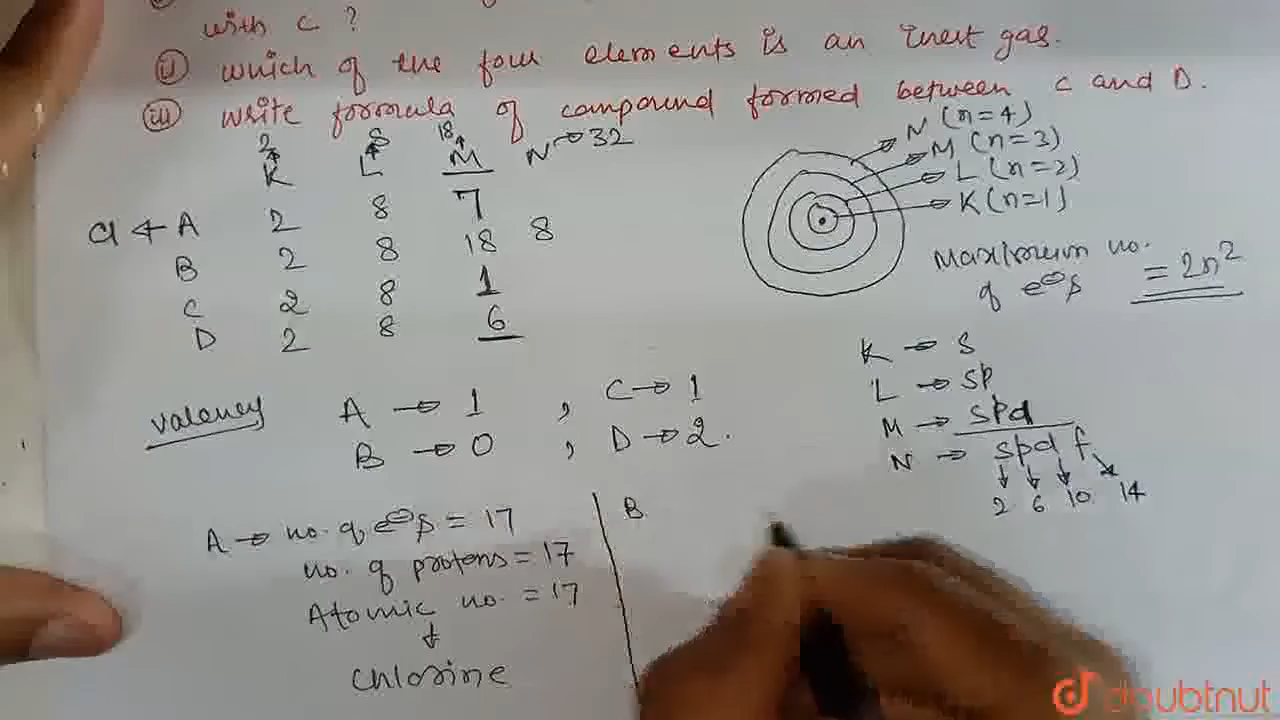 with C ?
ii which of the four elements is an inert gas.
iii write formula of compound formed between C and D.
2 8 18
K L M N → 32
Cl ← A 2 8 7
B 2 8 18 8
C 2 8 1
D 2 8 6
N (n=4)
M (n=3)
L (n=2)
K (n=1)
Maximum no.
of e⊖s = 2n²
K → s
L → sp
M → spd
N → spd f
2 6 10 14
valency A → 1 , C → 1
B → 0 , D → 2.
A → no. of e⊖s = 17
no. of protons = 17
Atomic no. = 17
↓
Chlorine
B
doubtnut